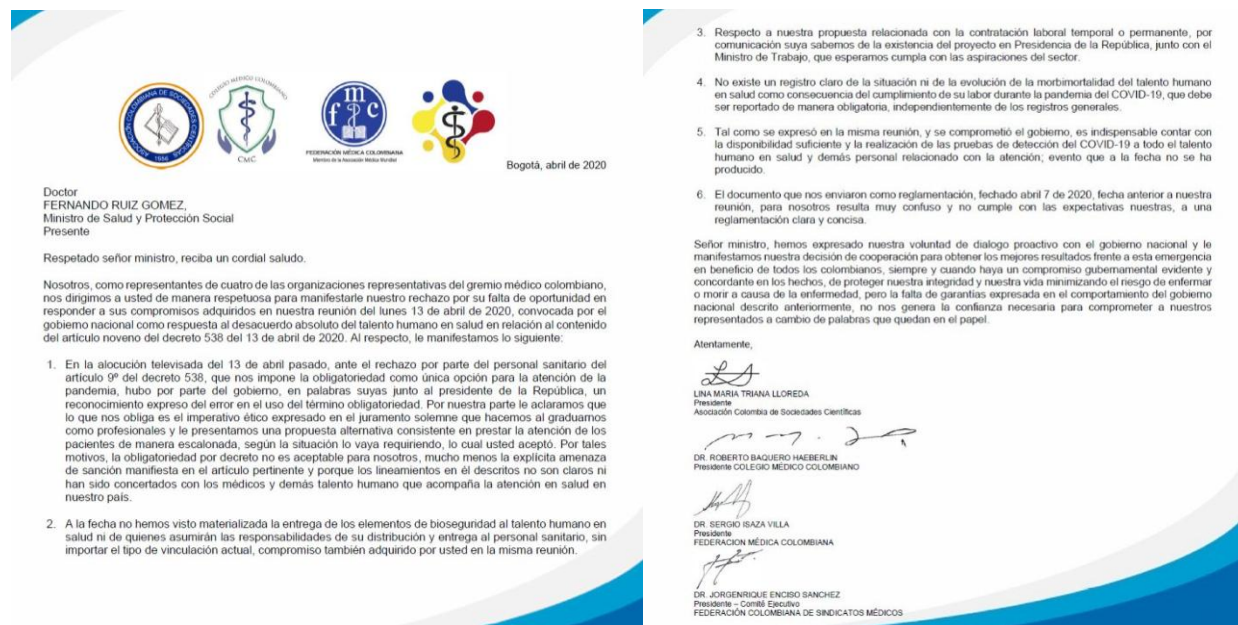 ASOCIACIÓN COLOMBIANA DE SOCIEDADES CIENTÍFICAS
1956
COLEGIO MÉDICO COLOMBIANO
CMC
f m c
FEDERACIÓN MÉDICA COLOMBIANA
Miembro de la Asociación Médica Mundial
Bogotá, abril de 2020
Doctor
FERNANDO RUIZ GOMEZ,
Ministro de Salud y Protección Social
Presente
Respetado señor ministro, reciba un cordial saludo.
Nosotros, como representantes de cuatro de las organizaciones representativas del gremio médico colombiano,
nos dirigimos a usted de manera respetuosa para manifestarle nuestro rechazo por su falta de oportunidad en
responder a sus compromisos adquiridos en nuestra reunión del lunes 13 de abril de 2020, convocada por el
gobierno nacional como respuesta al desacuerdo absoluto del talento humano en salud en relación al contenido
del artículo noveno del decreto 538 del 13 de abril de 2020. Al respecto, le manifestamos lo siguiente:
1. En la alocución televisada del 13 de abril pasado, ante el rechazo por parte del personal sanitario del
artículo 9º del decreto 538, que nos impone la obligatoriedad como única opción para la atención de la
pandemia, hubo por parte del gobierno, en palabras suyas junto al presidente de la República, un
reconocimiento expreso del error en el uso del término obligatoriedad. Por nuestra parte le aclaramos que
lo que nos obliga es el imperativo ético expresado en el juramento solemne que hacemos al graduarnos
como profesionales y le presentamos una propuesta alternativa consistente en prestar la atención de los
pacientes de manera escalonada, según la situación lo vaya requiriendo, lo cual usted aceptó. Por tales
motivos, la obligatoriedad por decreto no es aceptable para nosotros, mucho menos la explícita amenaza
de sanción manifiesta en el artículo pertinente y porque los lineamientos en él descritos no son claros ni
han sido concertados con los médicos y demás talento humano que acompaña la atención en salud en
nuestro país.
2. A la fecha no hemos visto materializada la entrega de los elementos de bioseguridad al talento humano en
salud ni de quienes asumirán las responsabilidades de su distribución y entrega al personal sanitario, sin
importar el tipo de vinculación actual, compromiso también adquirido por usted en la misma reunión.
3. Respecto a nuestra propuesta relacionada con la contratación laboral temporal o permanente, por
comunicación suya sabemos de la existencia del proyecto en Presidencia de la República, junto con el
Ministro de Trabajo, que esperamos cumpla con las aspiraciones del sector.
4. No existe un registro claro de la situación ni de la evolución de la morbimortalidad del talento humano
en salud como consecuencia del cumplimiento de su labor durante la pandemia del COVID-19, que debe
ser reportado de manera obligatoria, independientemente de los registros generales.
5. Tal como se expresó en la misma reunión, y se comprometió el gobierno, es indispensable contar con
la disponibilidad suficiente y la realización de las pruebas de detección del COVID-19 a todo el talento
humano en salud y demás personal relacionado con la atención; evento que a la fecha no se ha
producido.
6. El documento que nos enviaron como reglamentación, fechado abril 7 de 2020, fecha anterior a nuestra
reunión, para nosotros resulta muy confuso y no cumple con las expectativas nuestras, a una
reglamentación clara y concisa.
Señor ministro, hemos expresado nuestra voluntad de dialogo proactivo con el gobierno nacional y le
manifestamos nuestra decisión de cooperación para obtener los mejores resultados frente a esta emergencia
en beneficio de todos los colombianos, siempre y cuando haya un compromiso gubernamental evidente y
concordante en los hechos, de proteger nuestra integridad y nuestra vida minimizando el riesgo de enfermar
o morir a causa de la enfermedad, pero la falta de garantías expresada en el comportamiento del gobierno
nacional descrito anteriormente, no nos genera la confianza necesaria para comprometer a nuestros
representados a cambio de palabras que quedan en el papel.
Atentamente,
LINA MARIA TRIANA LLOREDA
Presidente
Asociación Colombia de Sociedades Científicas
DR. ROBERTO BAQUERO HAEBERLIN
Presidente COLEGIO MÉDICO COLOMBIANO
DR. SERGIO ISAZA VILLA
Presidente
FEDERACION MÉDICA COLOMBIANA
DR. JORGENRIQUE ENCISO SANCHEZ
Presidente – Comité Ejecutivo
FEDERACIÓN COLOMBIANA DE SINDICATOS MÉDICOS